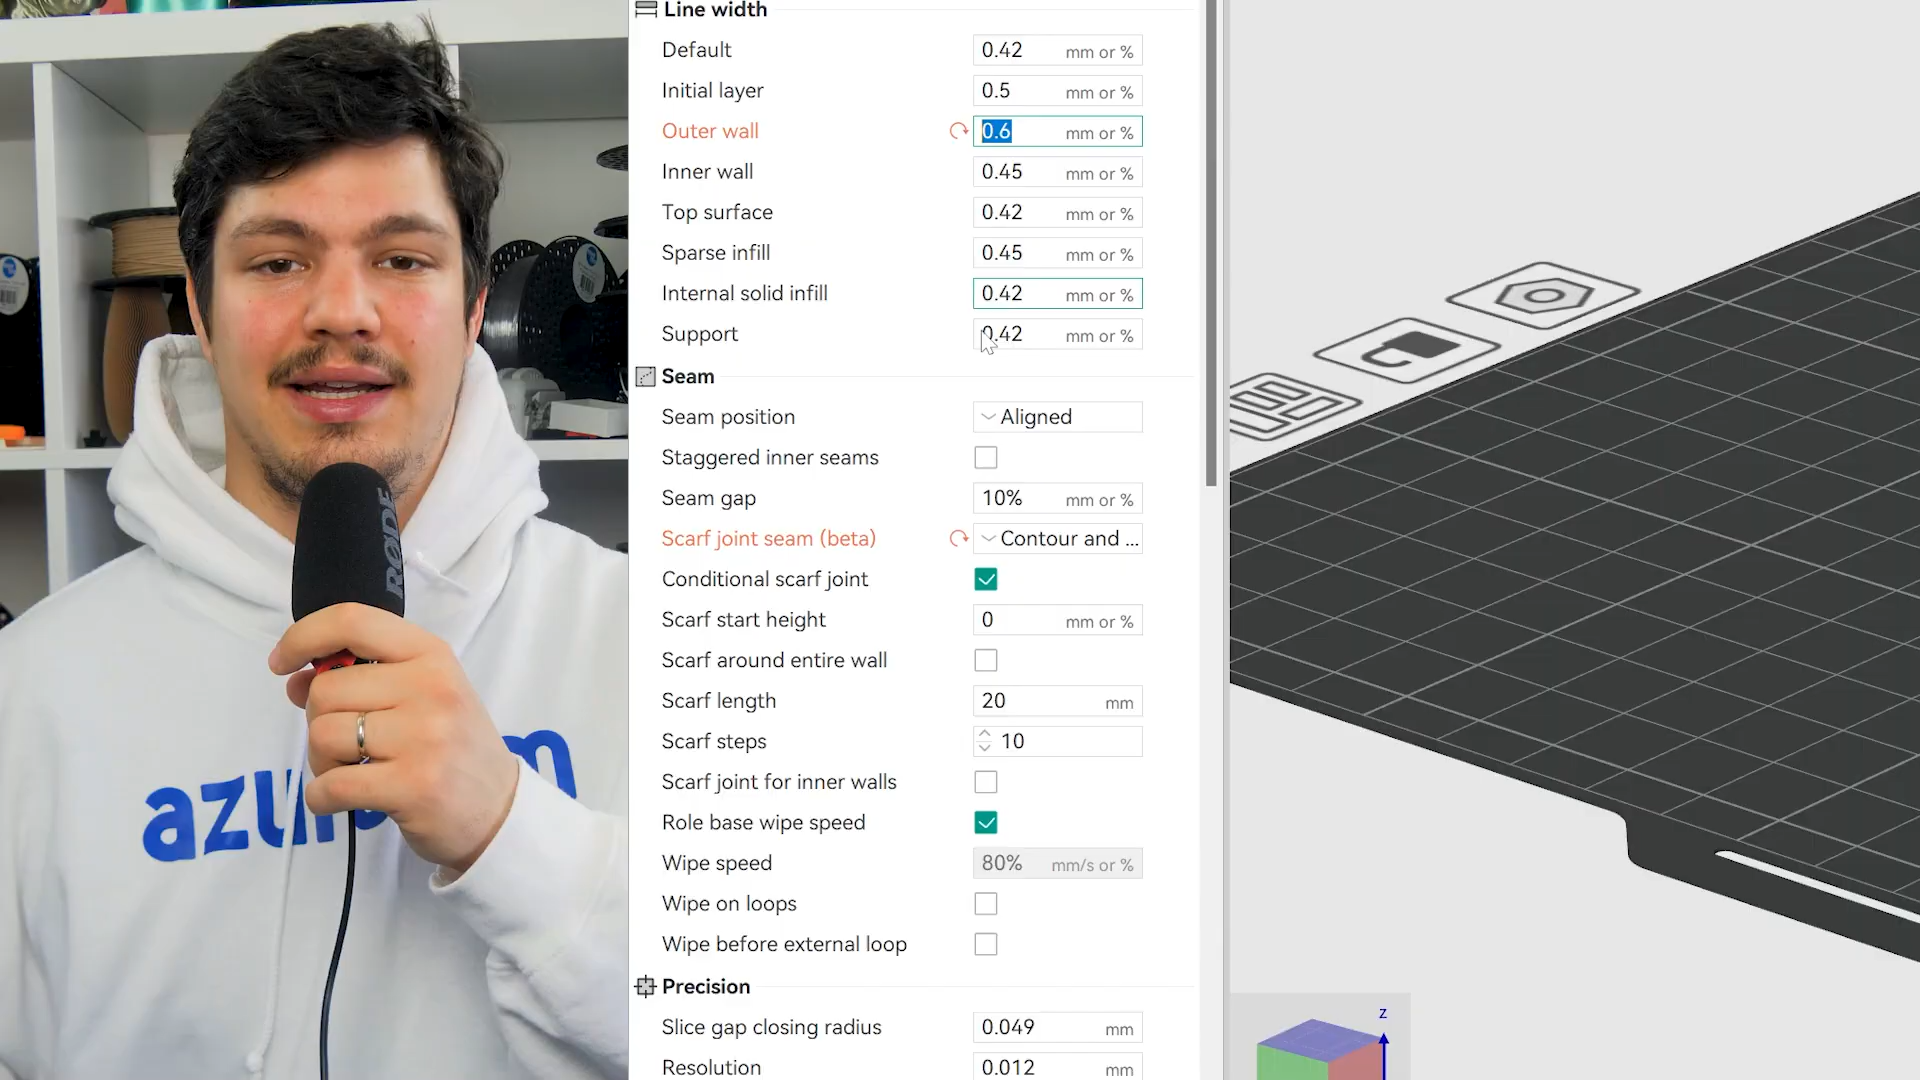 Line width
Default 0.42 mm or %
Initial layer 0.5 mm or %
Outer wall 0.6 mm or %
Inner wall 0.45 mm or %
Top surface 0.42 mm or %
Sparse infill 0.45 mm or %
Internal solid infill 0.42 mm or %
Support 0.42 mm or %
Seam
Seam position Aligned
Staggered inner seams
Seam gap 10% mm or %
Scarf joint seam (beta) Contour and ...
Conditional scarf joint
Scarf start height 0 mm or %
Scarf around entire wall
Scarf length 20 mm
Scarf steps 10
Scarf joint for inner walls
Role base wipe speed
Wipe speed 80% mm/s or %
Wipe on loops
Wipe before external loop
Precision
Slice gap closing radius 0.049 mm
Resolution 0.012 mm
RØDE
z